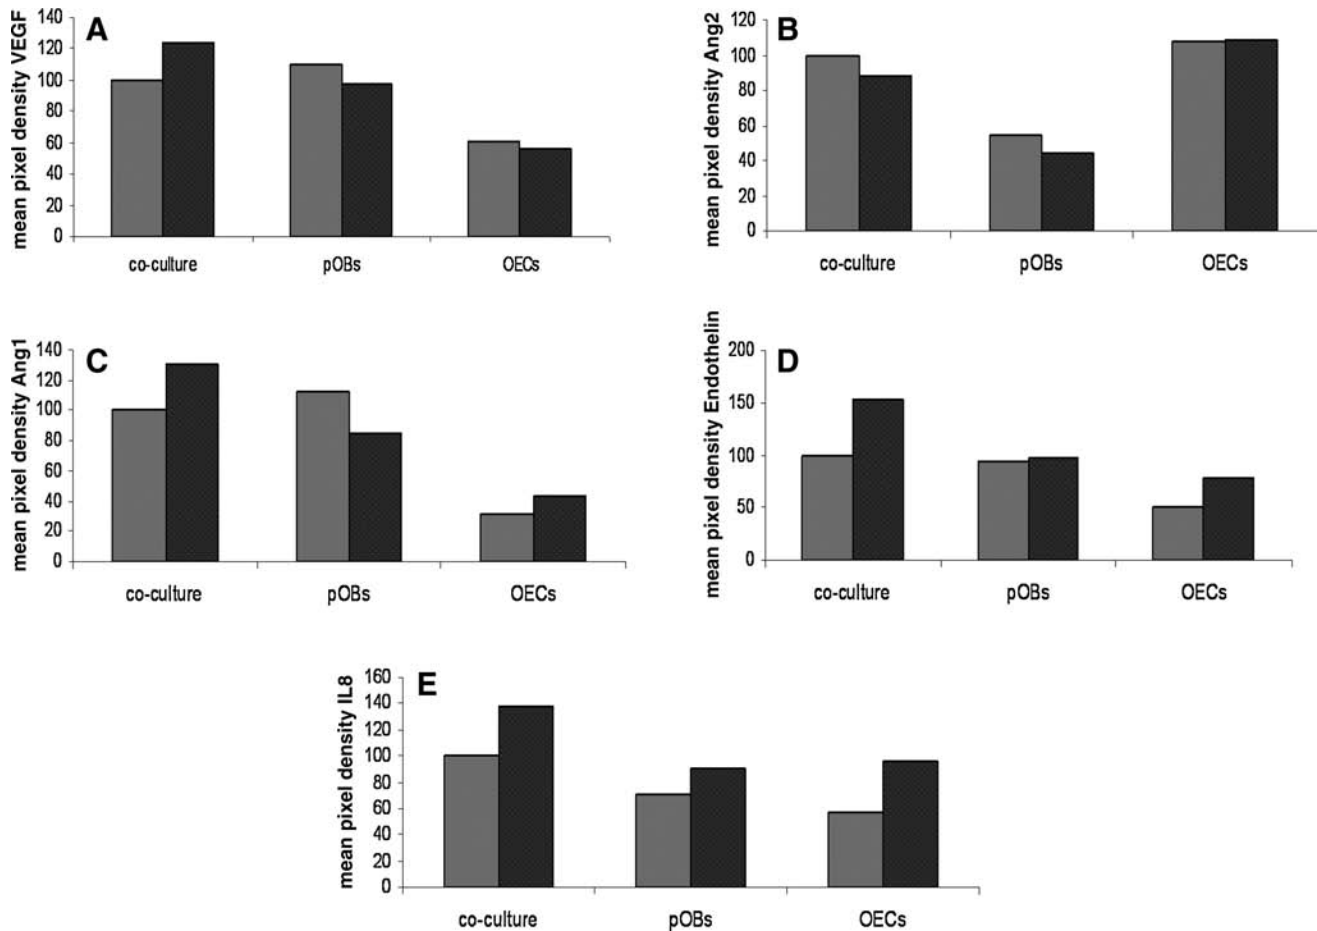 A
mean pixel density VEGF
140
120
100
80
60
40
20
0
co-culture pOBs OECs
B
mean pixel density Ang2
120
100
80
60
40
20
0
co-culture pOBs OECs
C
mean pixel density Ang1
140
120
100
80
60
40
20
0
co-culture pOBs OECs
D
mean pixel density Endothelin
200
150
100
50
0
co-culture pOBs OECs
E
mean pixel density IL8
160
140
120
100
80
60
40
20
0
co-culture pOBs OECs